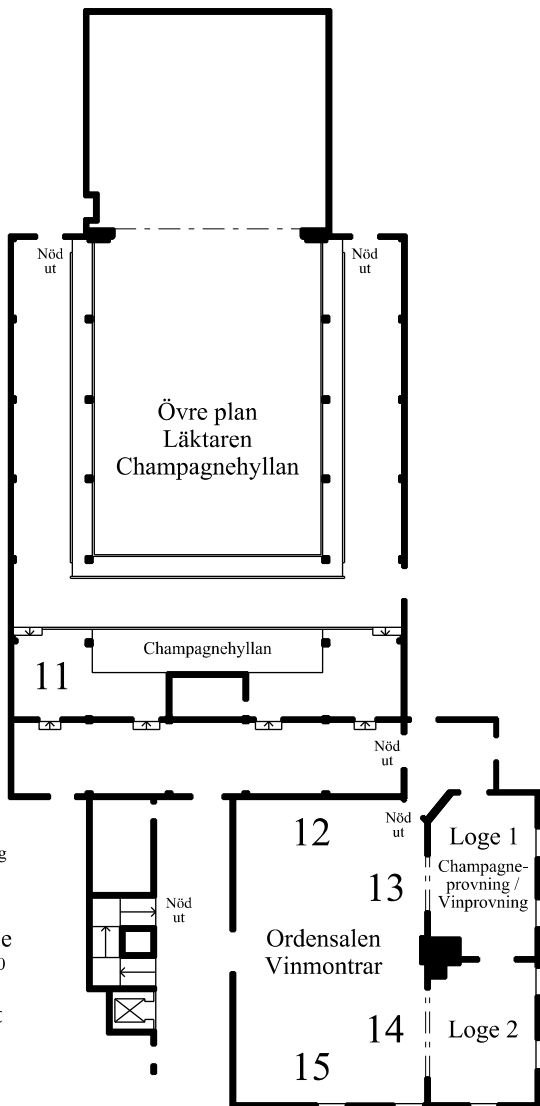 Nöd
ut
Nöd
ut
Övre plan
Läktaren
Champagnehyllan
Champagnehyllan
11
Nöd
ut
12
Nöd
ut
Loge 1
Champagne-
provning /
Vinprovning
13
g
Nöd
ut
e
0
Ordensalen
Vinmontrar
t
14
Loge 2
15